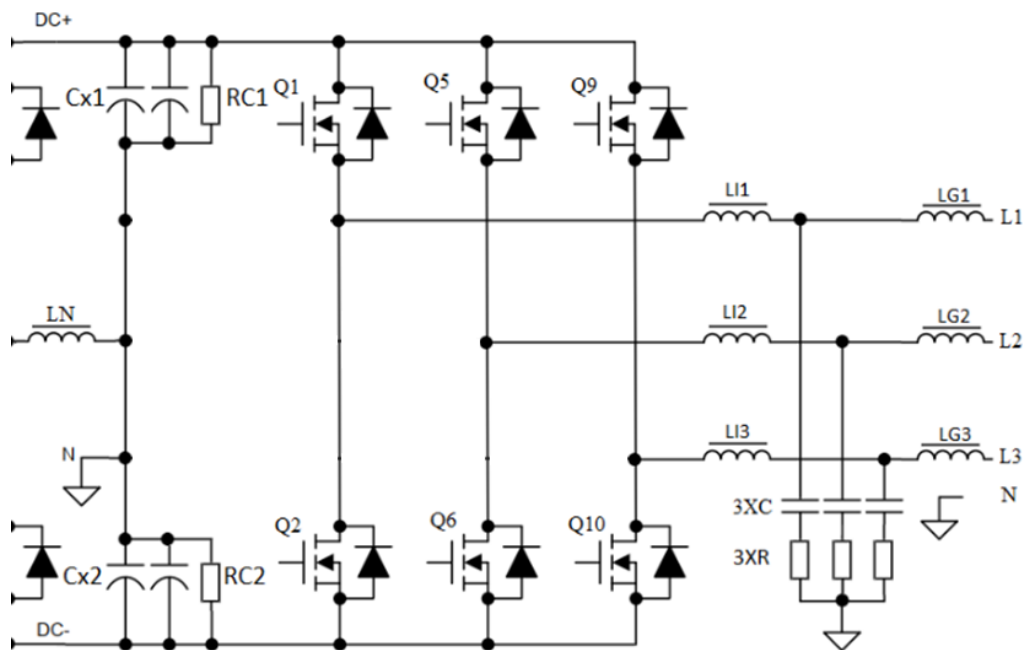 DC+
Cx1
RC1
Q1
Q5
Q9
LI1
LG1
L1
LN
LI2
LG2
L2
N
LI3
LG3
L3
N
3XC
Q2
Q6
Q10
3XR
Cx2
RC2
DC-